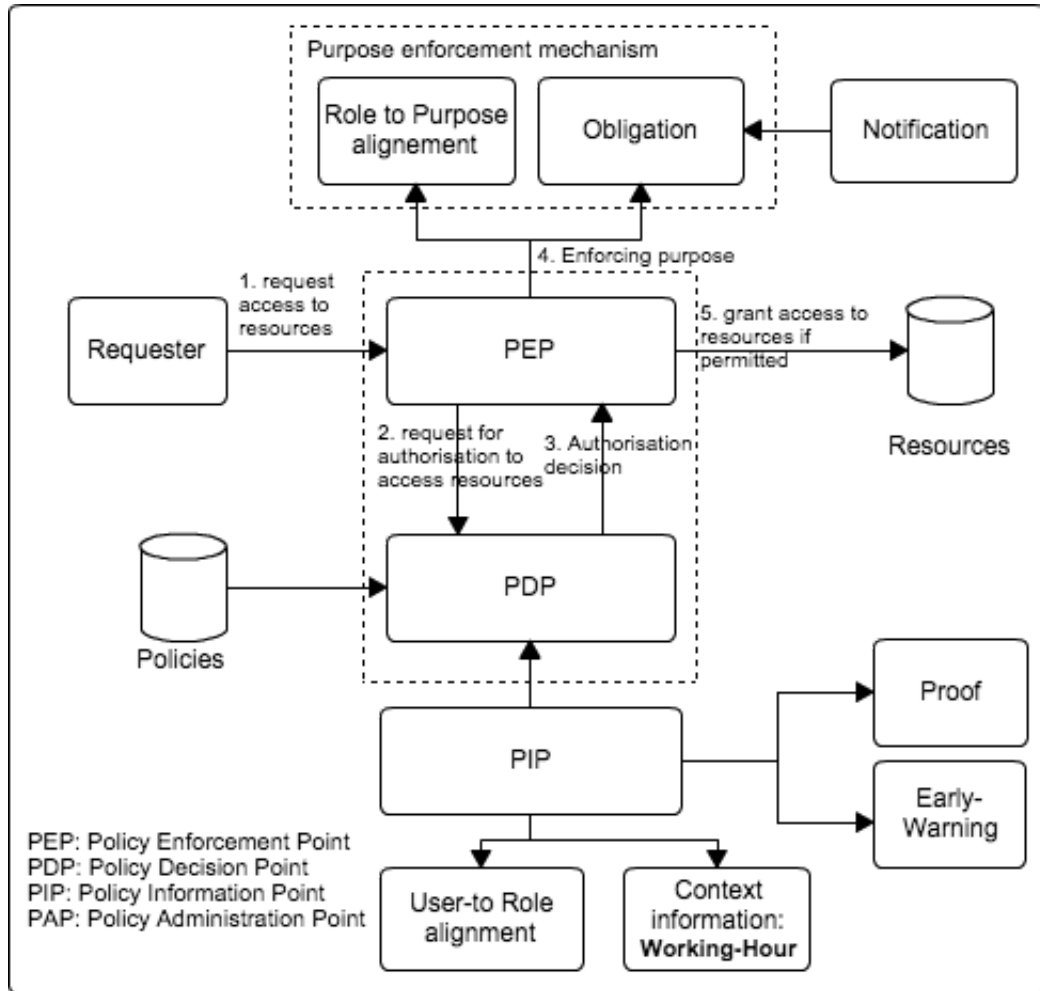 Purpose enforcement mechanism
Role to Purpose
alignement
Obligation
Notification
4. Enforcing purpose
1. request
access to
resources
Requester
PEP
5. grant access to
resources if
permitted
Resources
2. request for
authorisation to
access resources
3. Authorisation
decision
Policies
PDP
PIP
Proof
Early-
Warning
PEP: Policy Enforcement Point
PDP: Policy Decision Point
PIP: Policy Information Point
PAP: Policy Administration Point
User-to Role
alignment
Context
information:
Working-Hour